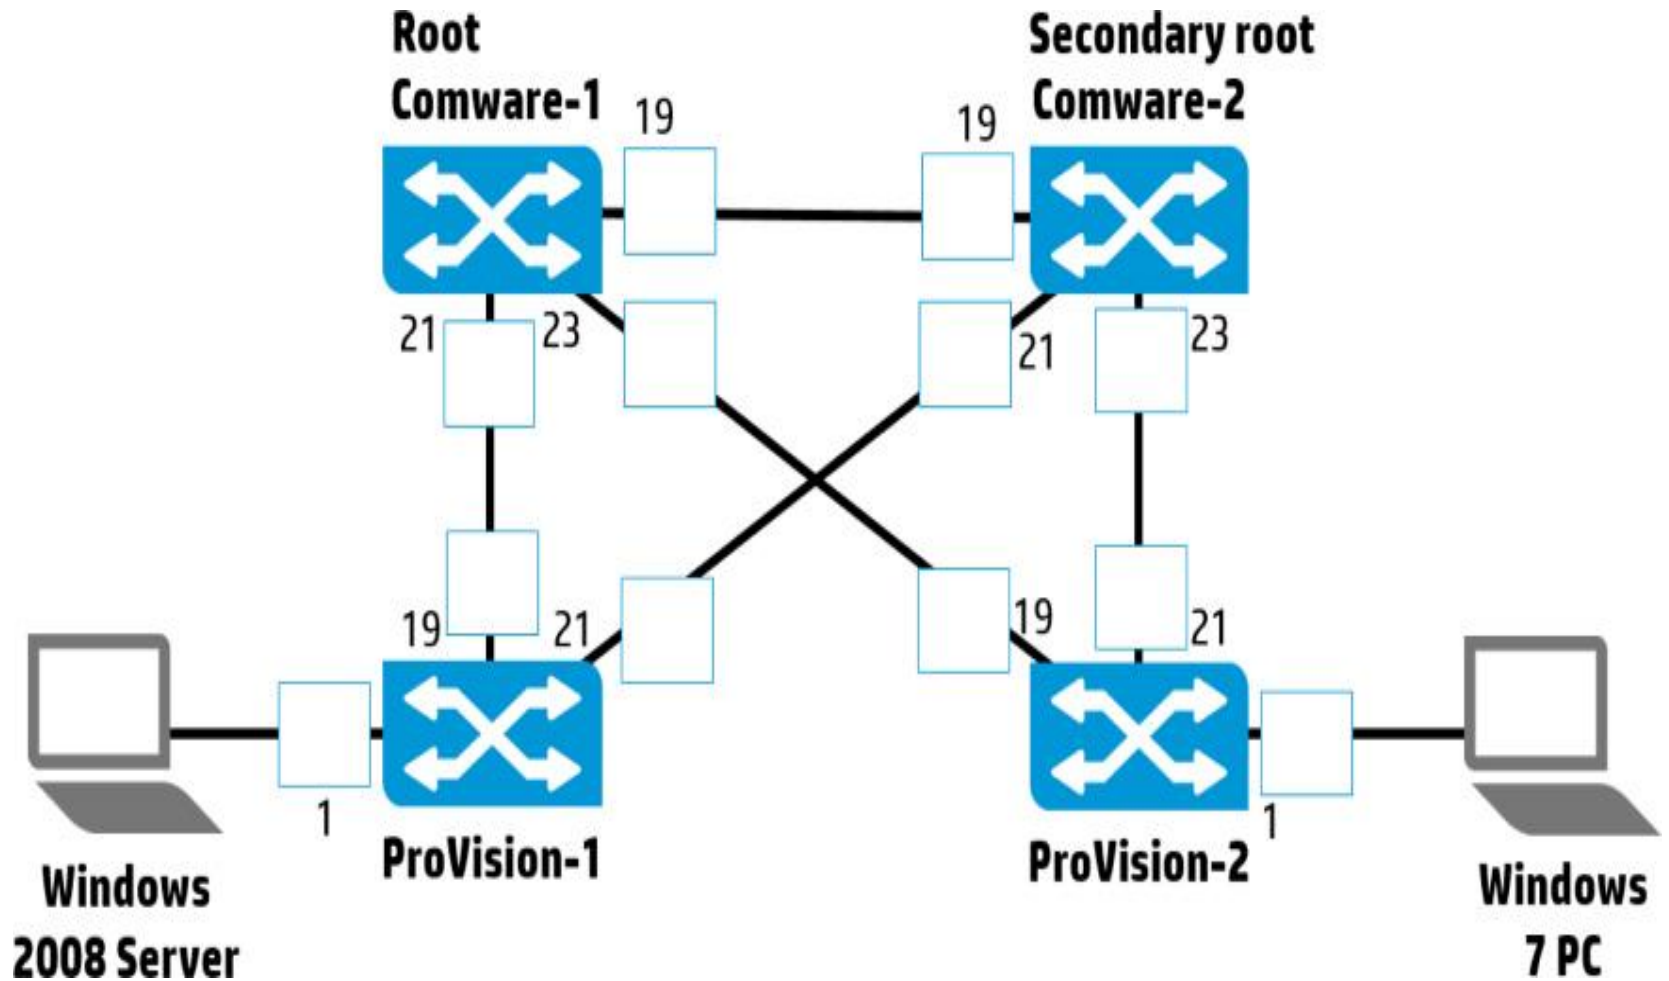 Root
Comware-1
Secondary root
Comware-2
19
19
21
23
21
23
19
21
19
21
1
1
ProVision-1
ProVision-2
Windows
2008 Server
Windows
7 PC